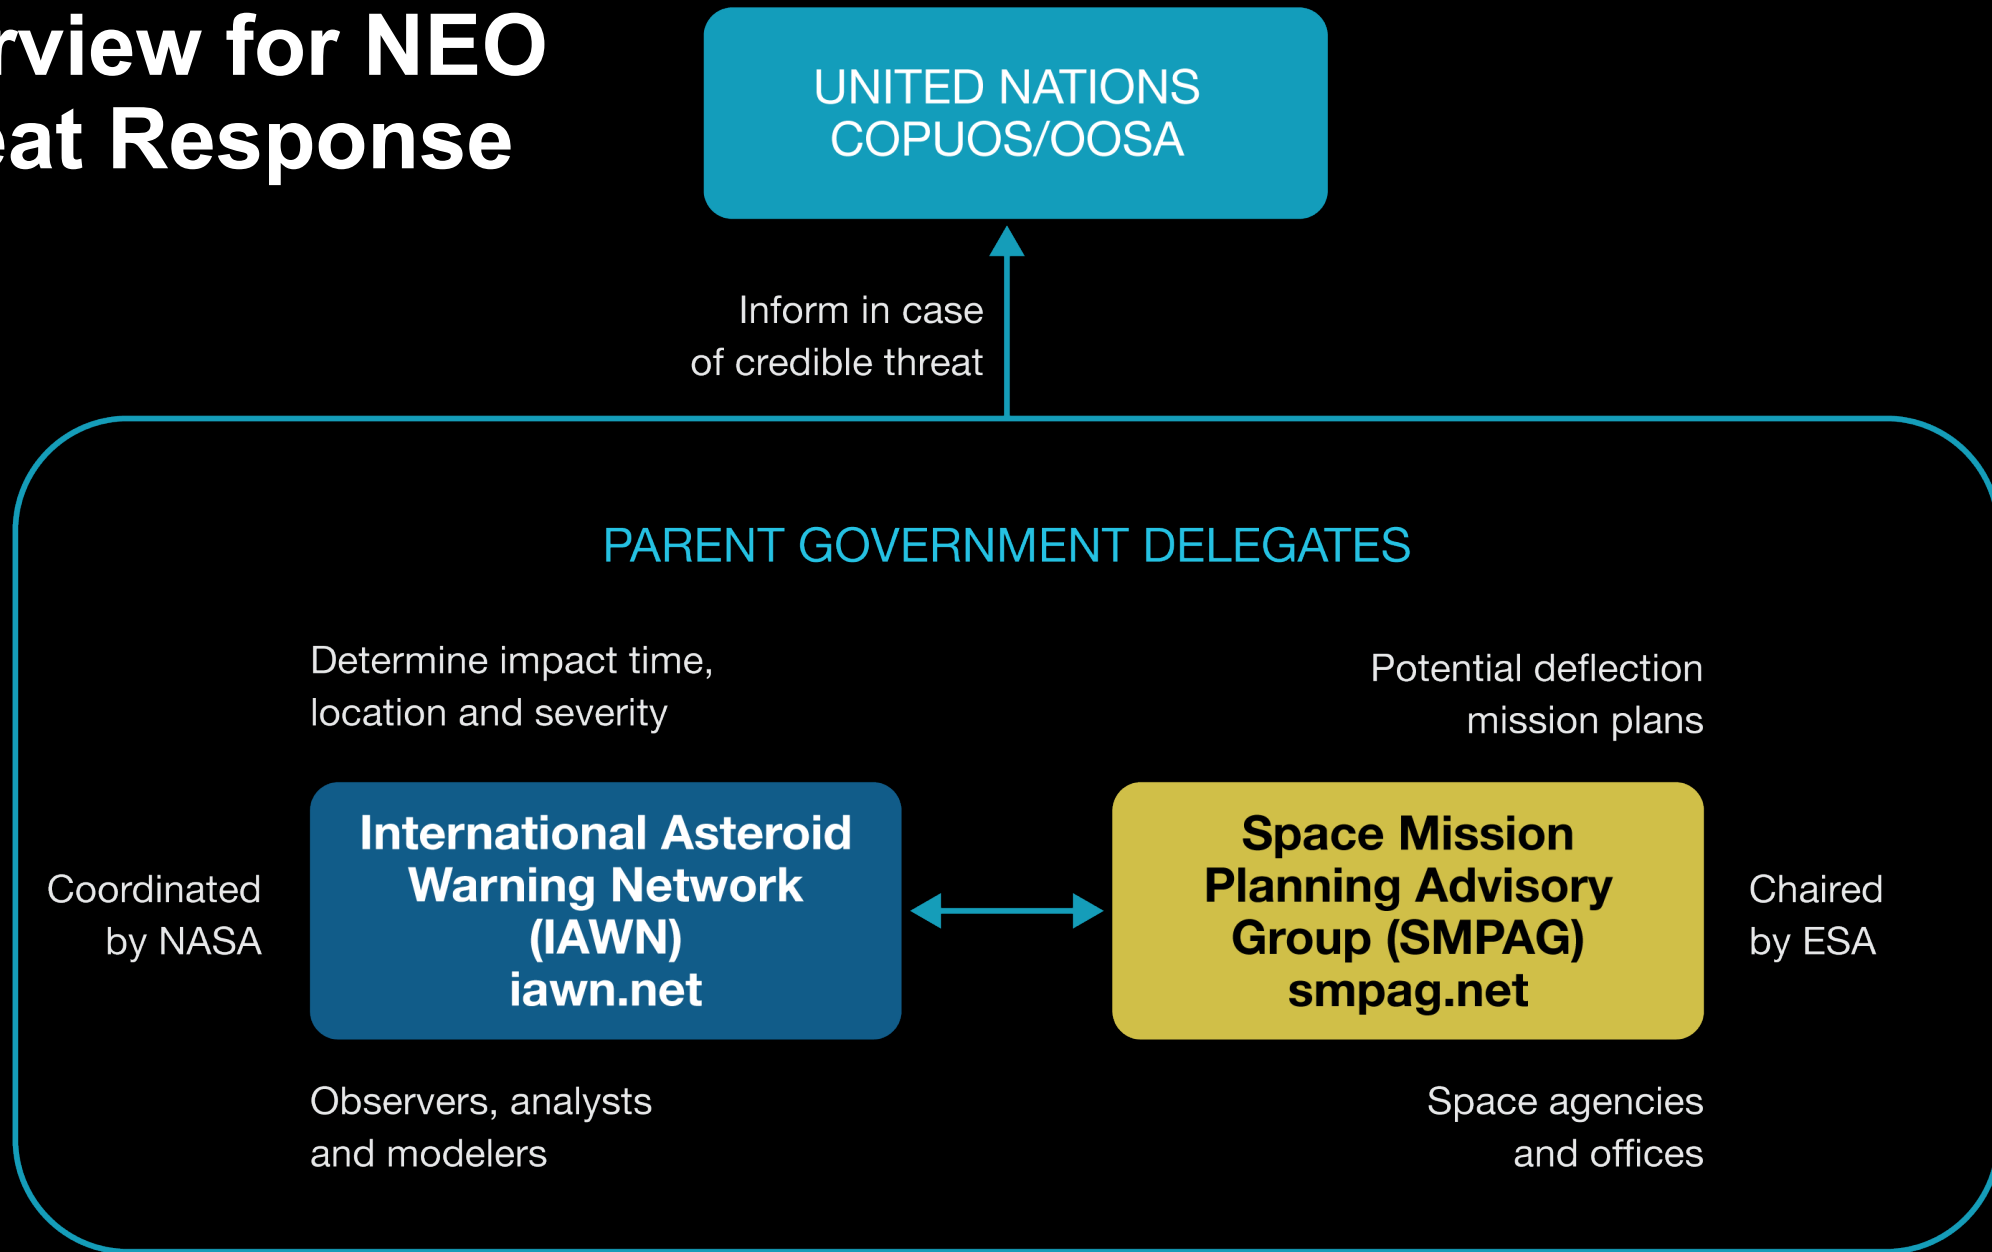 rview for NEO
eat Response
UNITED NATIONS
COPUOS/OOSA
Inform in case
of credible threat
PARENT GOVERNMENT DELEGATES
Determine impact time,
location and severity
Potential deflection
mission plans
Coordinated
by NASA
International Asteroid
Warning Network
(IAWN)
iawn.net
Space Mission
Planning Advisory
Group (SMPAG)
smpag.net
Chaired
by ESA
Observers, analysts
and modelers
Space agencies
and offices